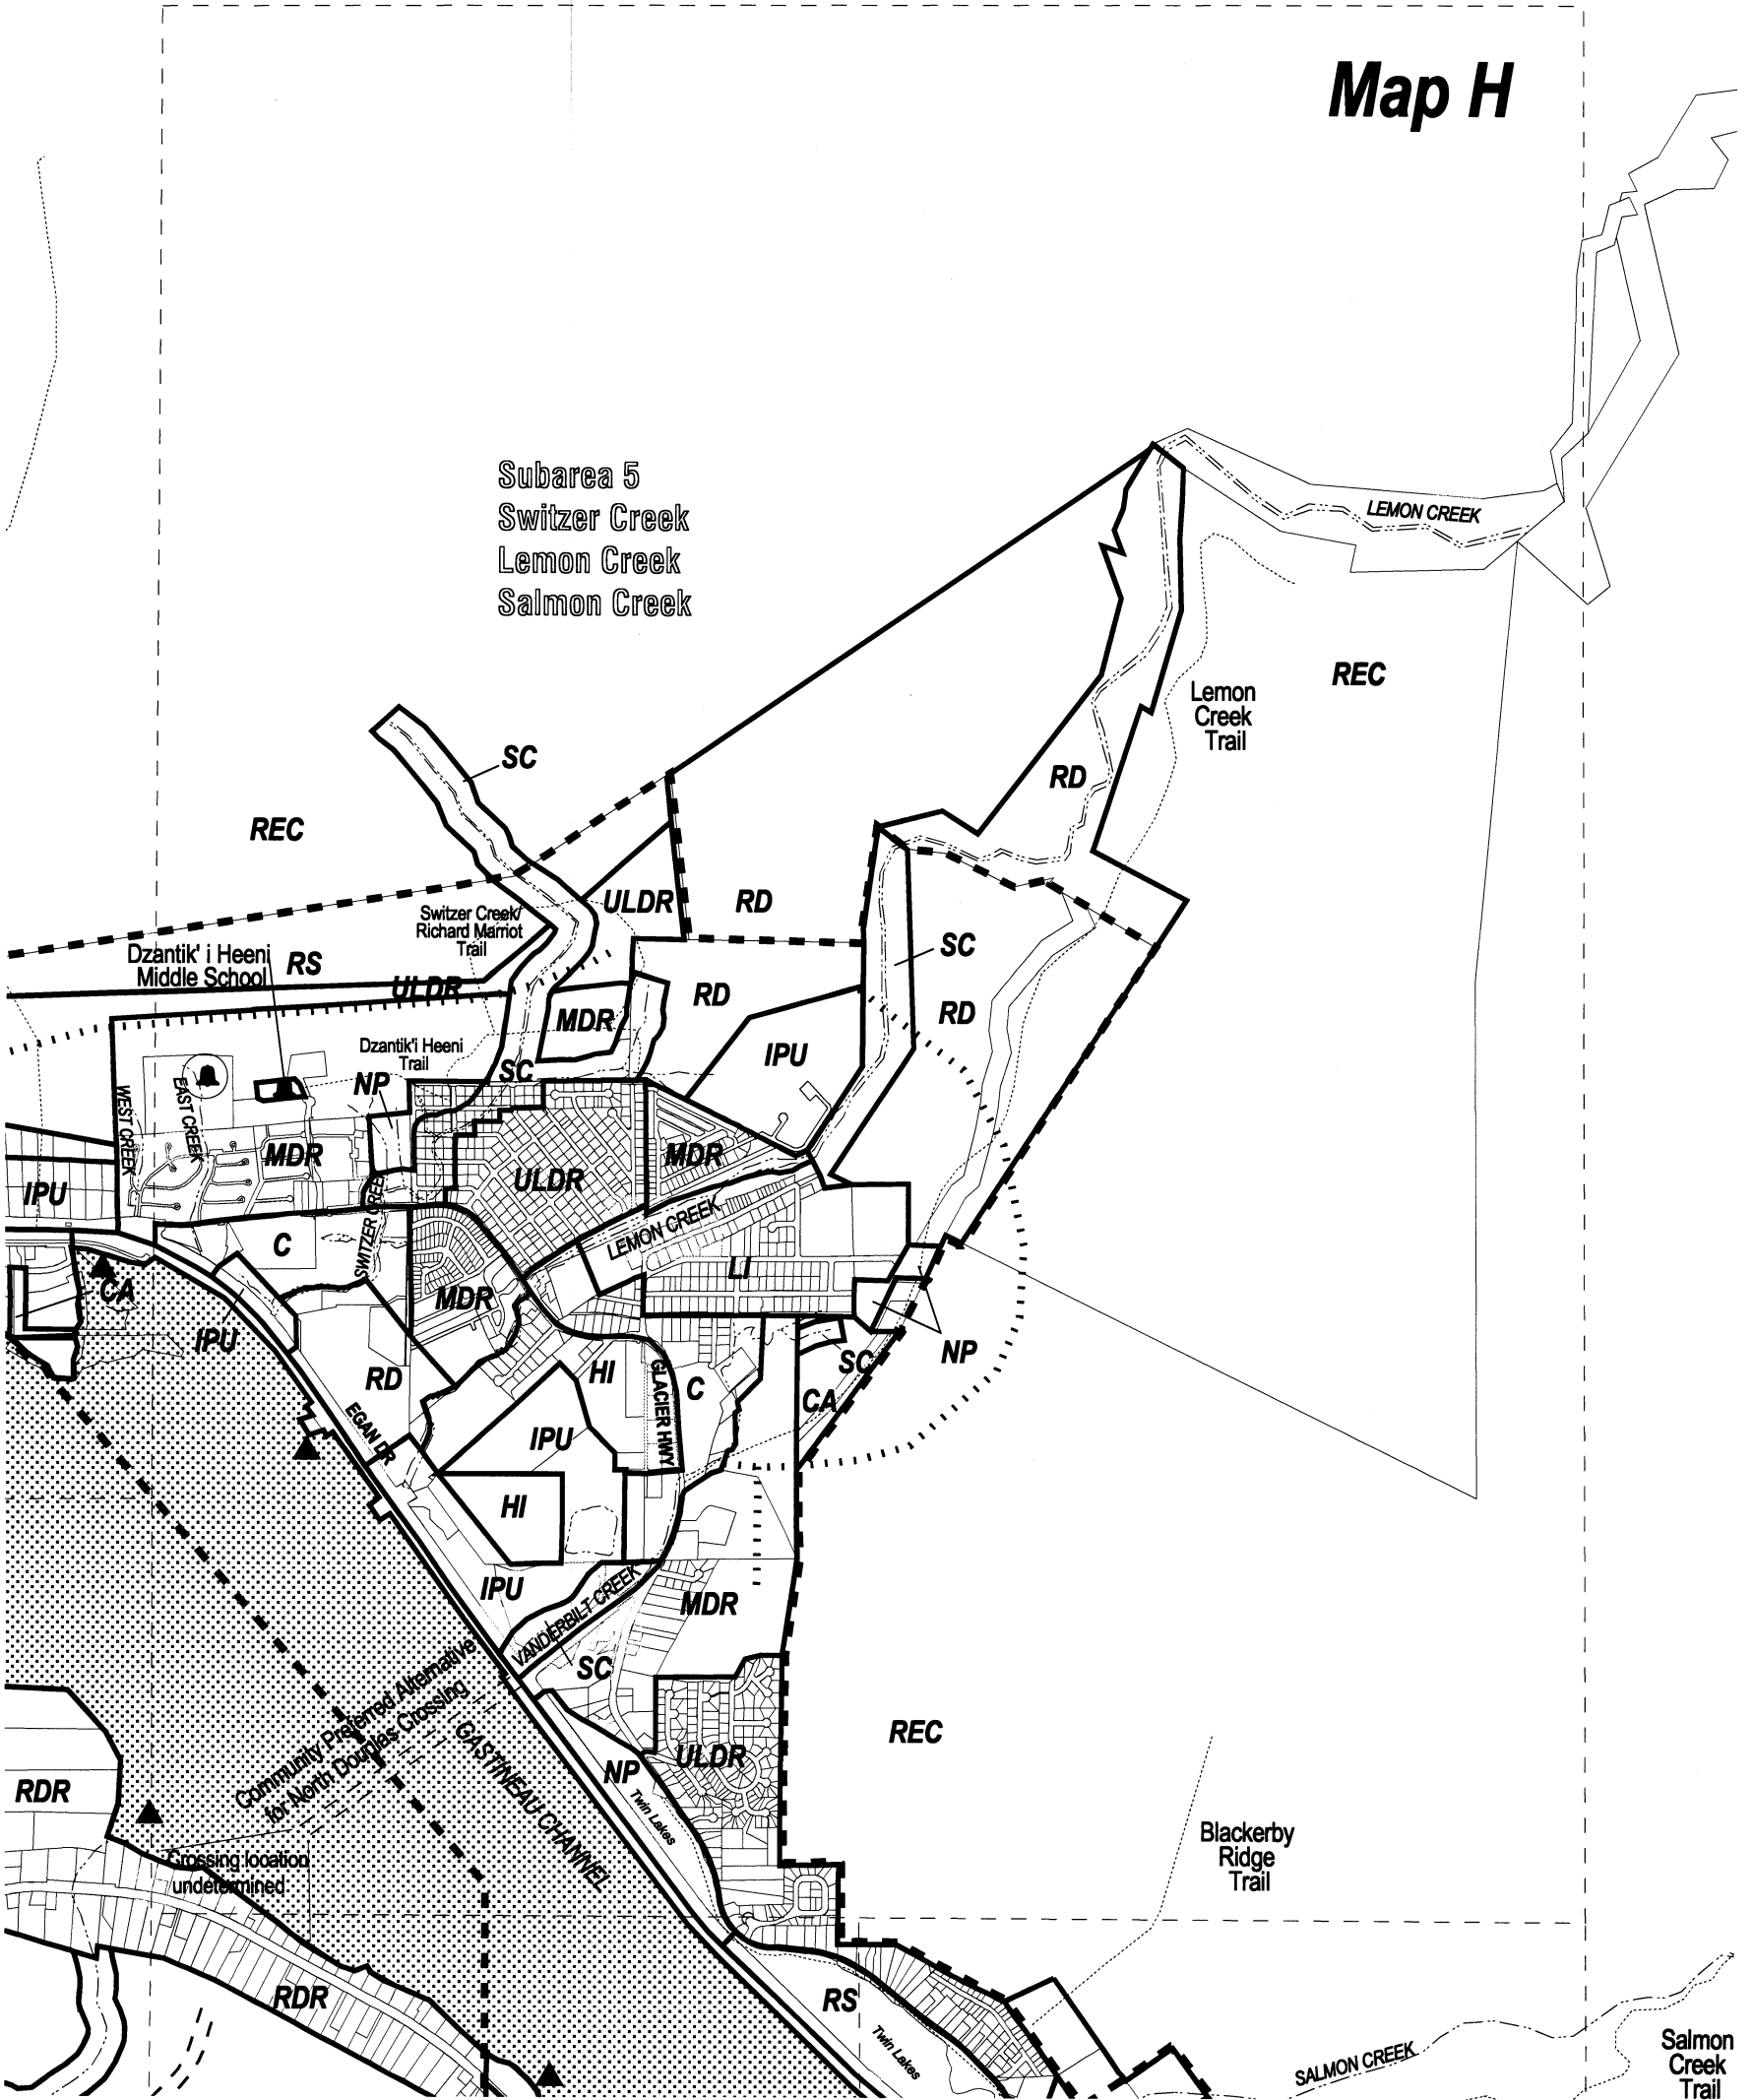 Map H
Subarea 5
Switzer Creek
Lemon Creek
Salmon Creek
LEMON CREEK
REC
Lemon
Creek
Trail
SC
RD
REC
ULDR
RD
Switzer Creek/
Richard Marriot
Trail
SC
Dzantik' i Heeni
Middle School
RS
ULDR
RD
RD
MDR
IPU
Dzantik'i Heeni
Trail
SC
NP
WEST CREEK
EAST CREEK
MDR
MDR
ULDR
IPU
SWITZER CREEK
LEMON CREEK
C
LI
CA
MDR
IPU
NP
SC
HI
GLACIER HWY
C
RD
CA
EGAN DR
IPU
HI
IPU
VANDERBILT CREEK
MDR
SC
Community Preferred Alternative
for North Douglas Crossing
GASTINEAU CHANNEL
REC
ULDR
NP
Twin Lakes
RDR
Crossing location
undetermined
Blackerby
Ridge
Trail
RDR
RS
Twin Lakes
SALMON CREEK
Salmon
Creek
Trail